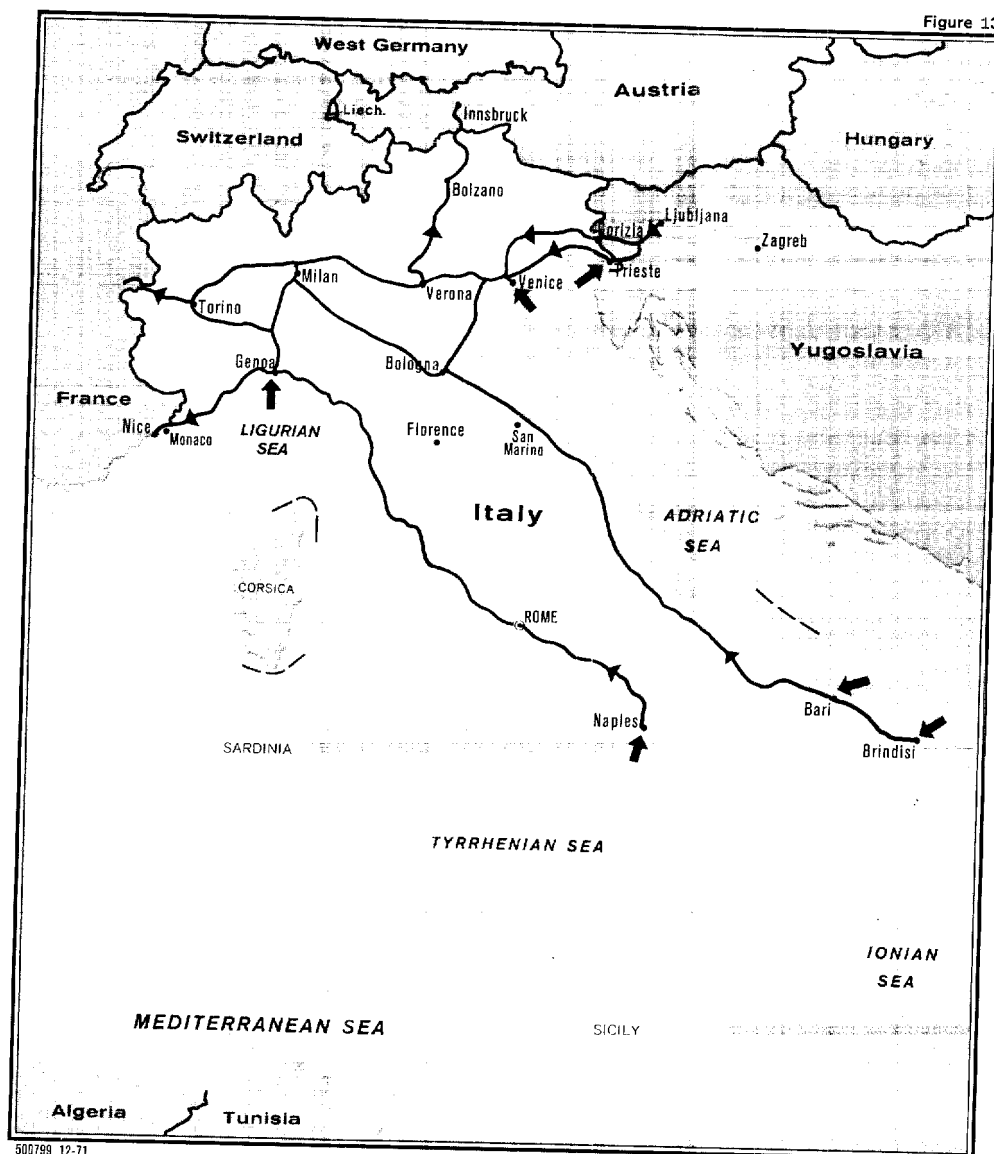 Figure 13
West Germany
Austria
Liech.
Innsbruck
Switzerland
Hungary
Bolzano
Ljubljana
Gorizia
Zagreb
Milan
Verona
Venice
Trieste
Torino
Yugoslavia
Genoa
Bologna
France
Nice
Monaco
LIGURIAN
SEA
Florence
San
Marino
Italy
ADRIATIC
SEA
CORSICA
ROME
Naples
Bari
Brindisi
SARDINIA
TYRRHENIAN SEA
IONIAN
SEA
MEDITERRANEAN SEA
SICILY
Algeria
Tunisia
500799 12-71